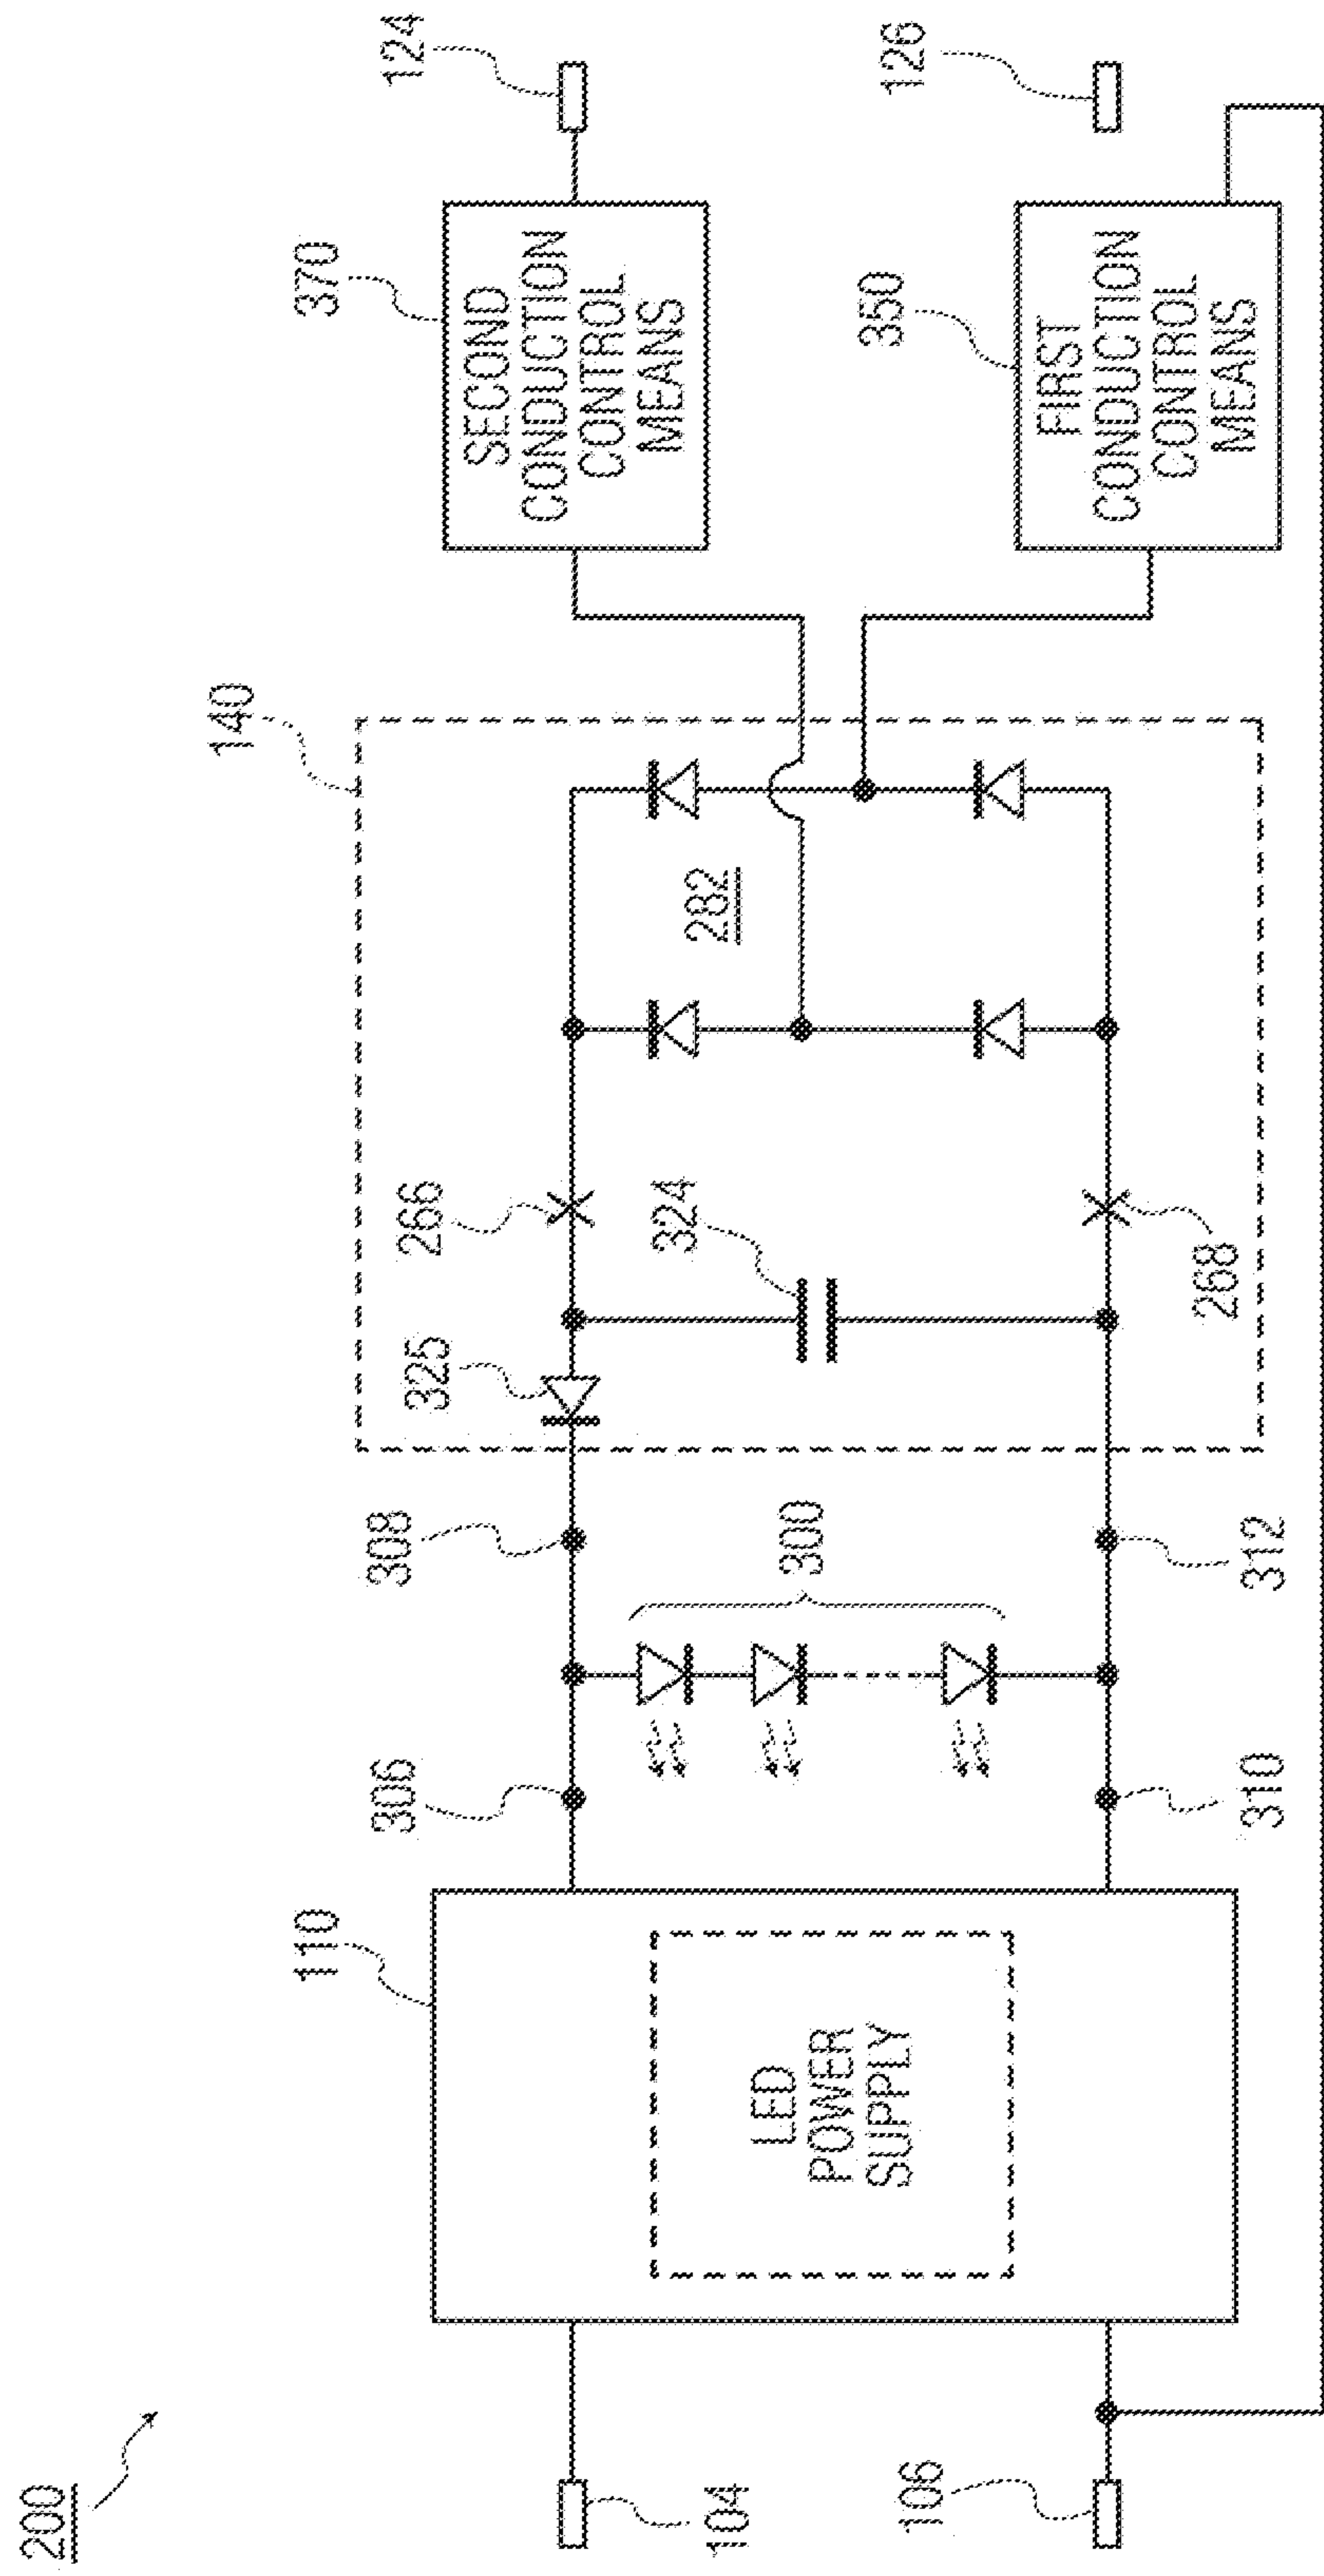 200
104
106
110
LED
POWER
SUPPLY
306
310
300
308
312
325
324
266
268
282
140
370
SECOND
CONDUCTION
CONTROL
MEANS
350
FIRST
CONDUCTION
CONTROL
MEANS
124
126